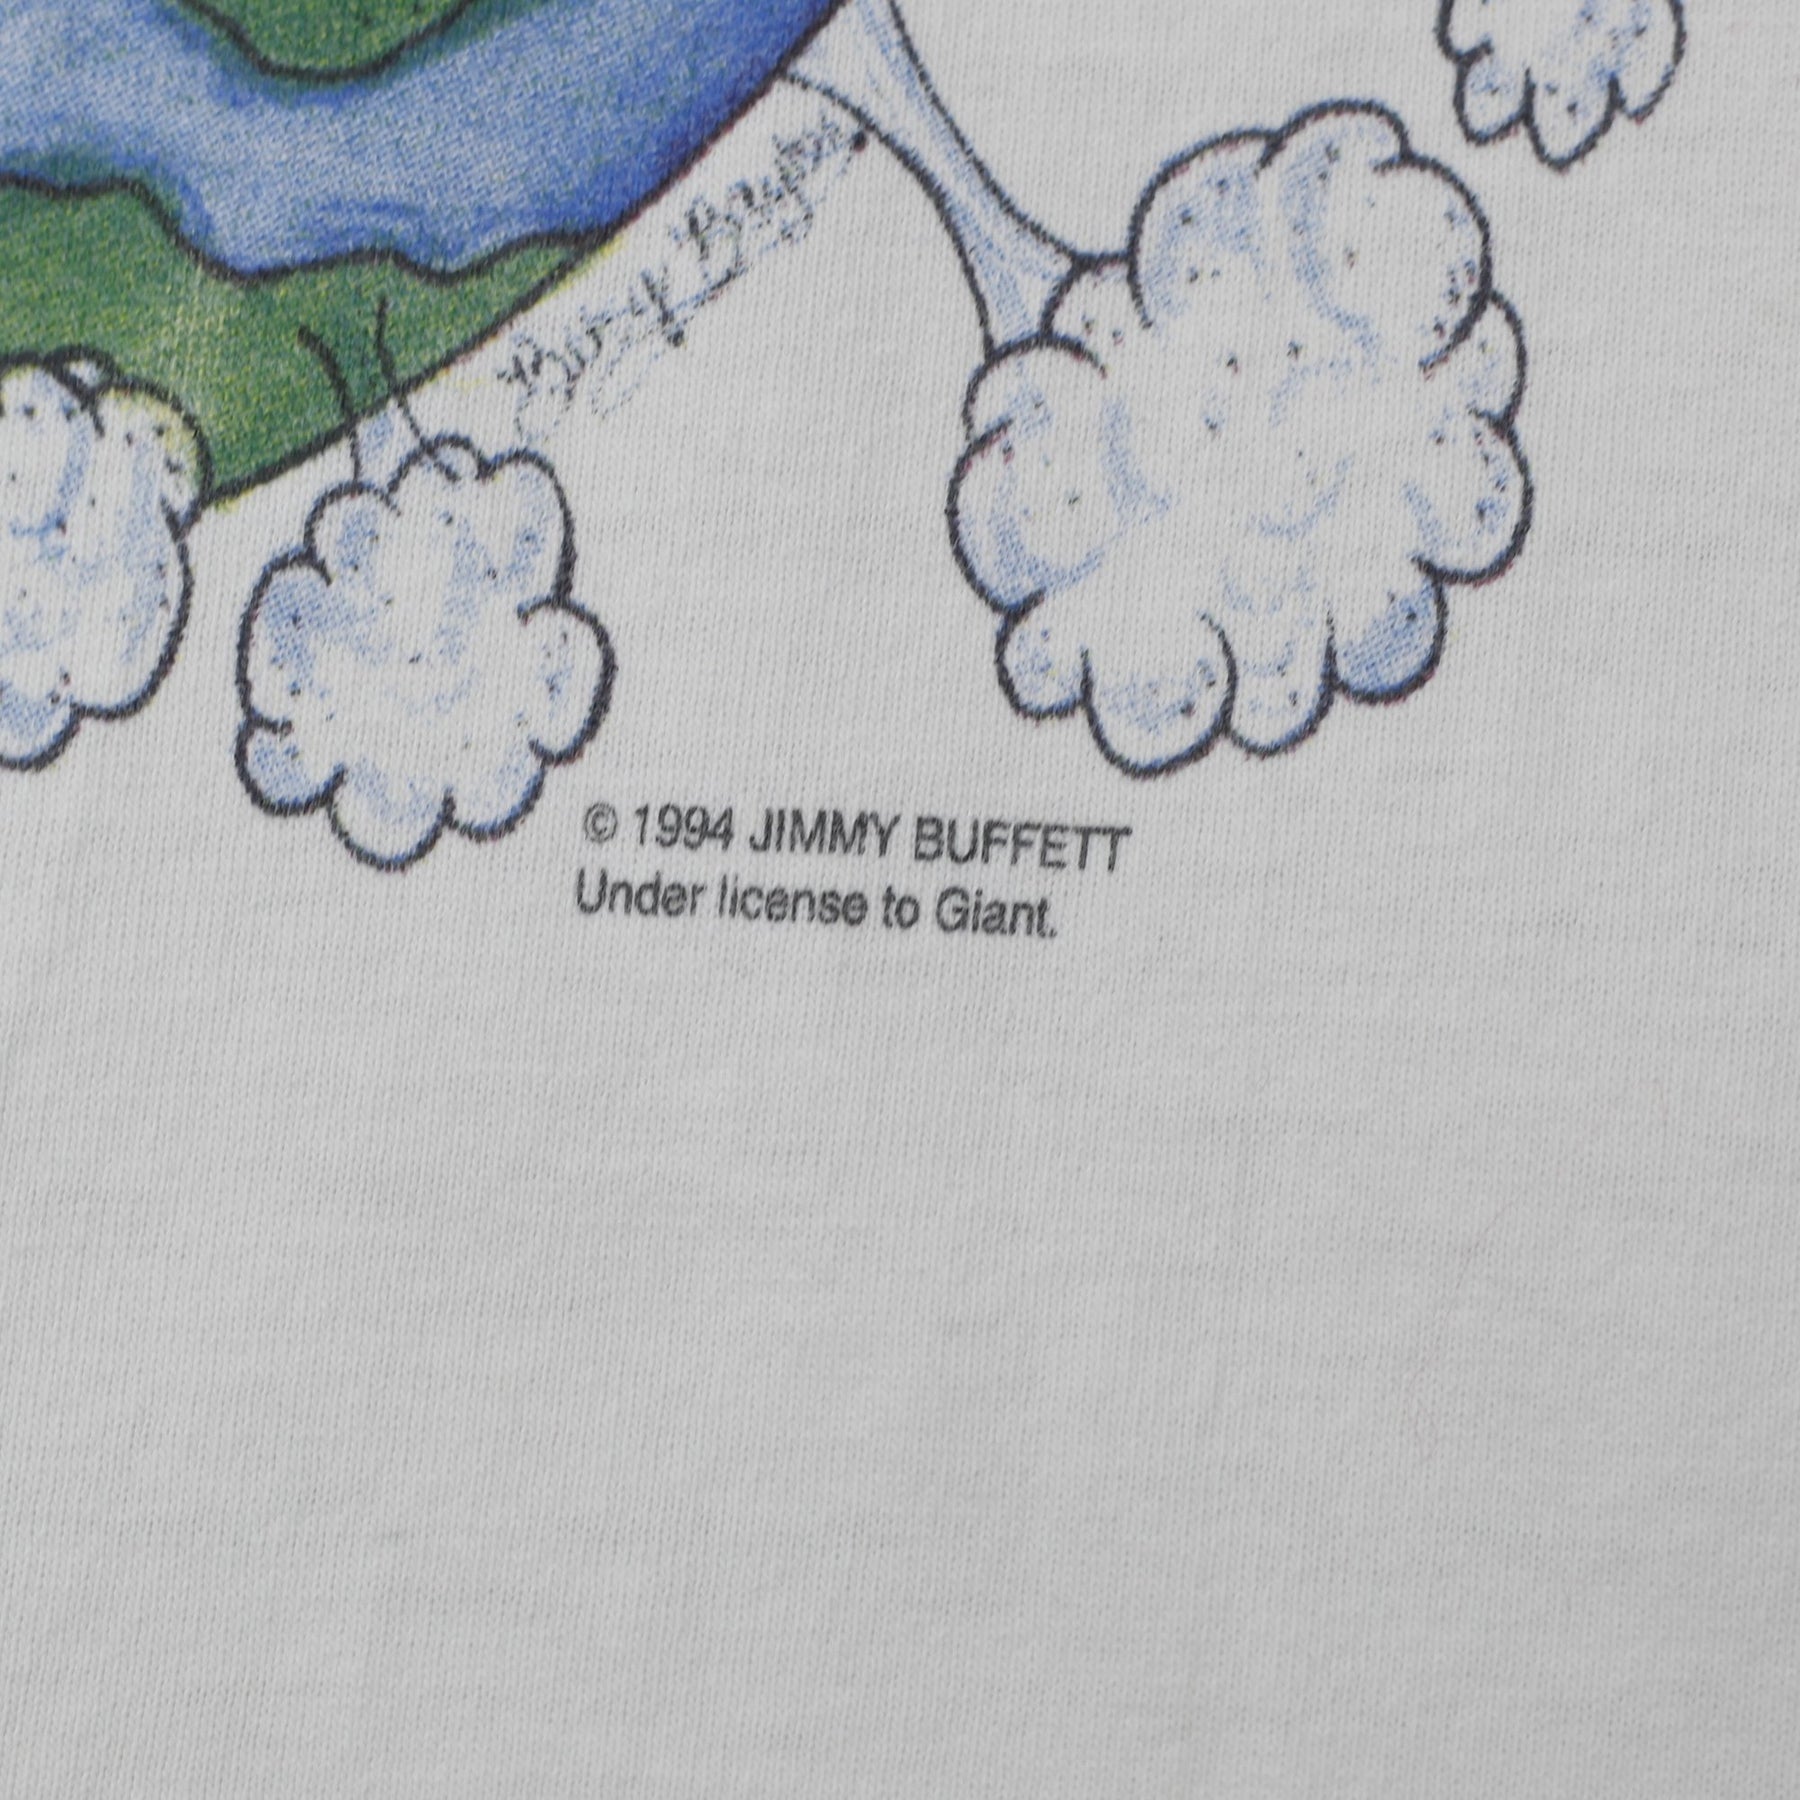 © 1994 JIMMY BUFFETT
Under license to Giant.